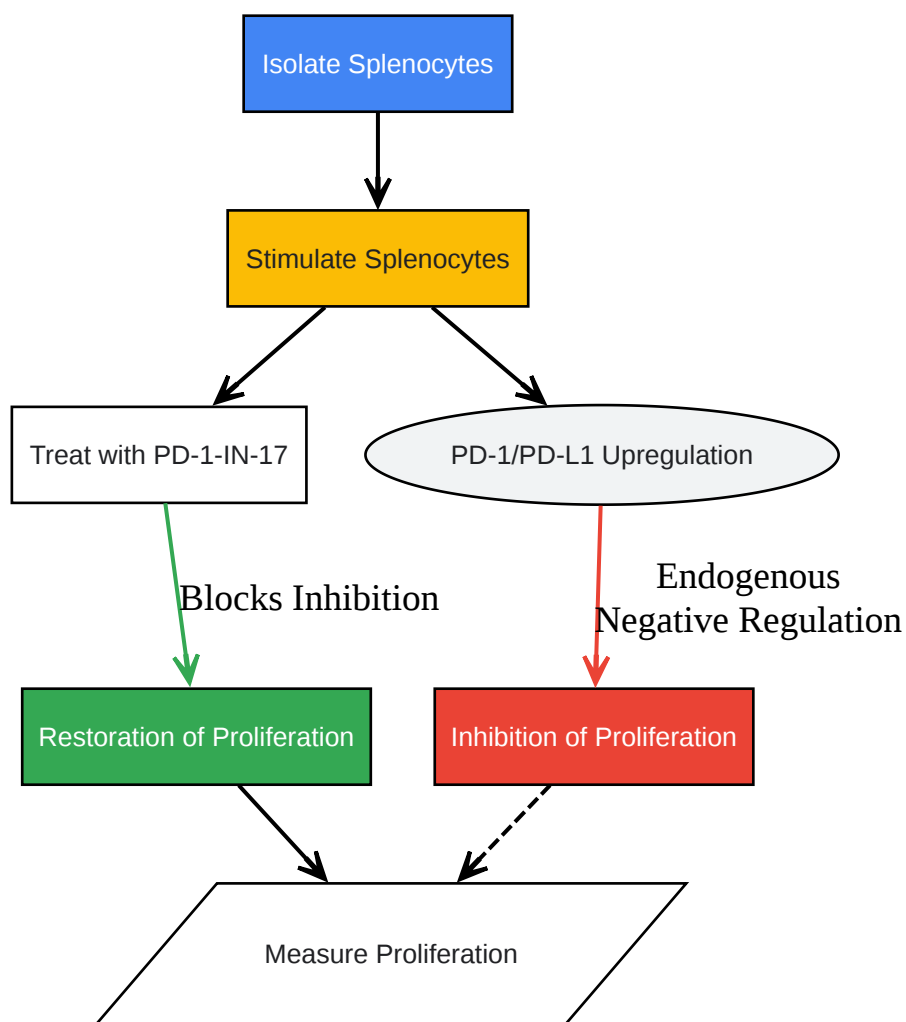 Isolate Splenocytes
Stimulate Splenocytes
Treat with PD-1-IN-17
PD-1/PD-L1 Upregulation
Blocks Inhibition
Endogenous
Negative Regulation
Restoration of Proliferation
Inhibition of Proliferation
Measure Proliferation